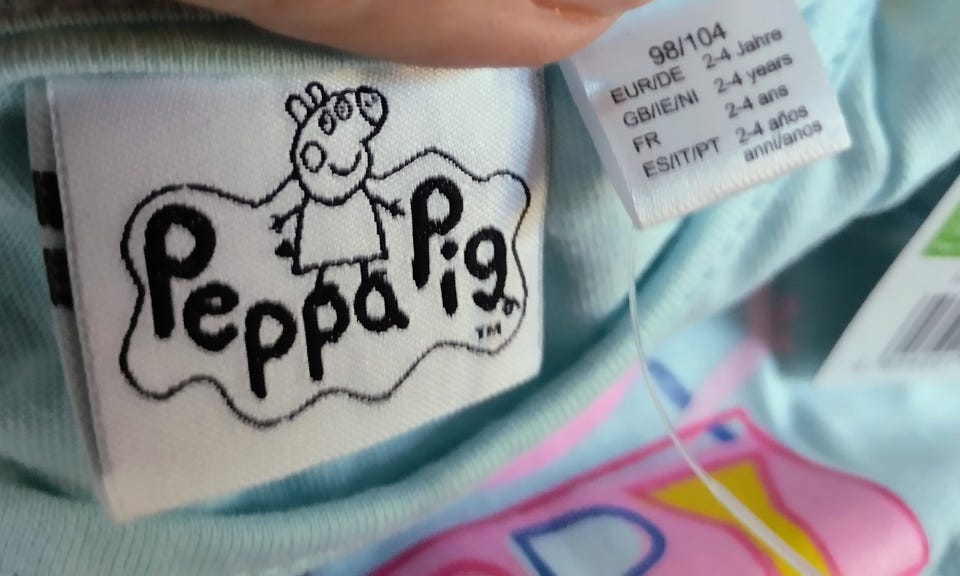 Peppa Pig
TM
98/104
EUR/DE 2-4 Jahre
GB/IE/NI 2-4 years
FR 2-4 ans
ES/IT/PT 2-4 años
anni/anos